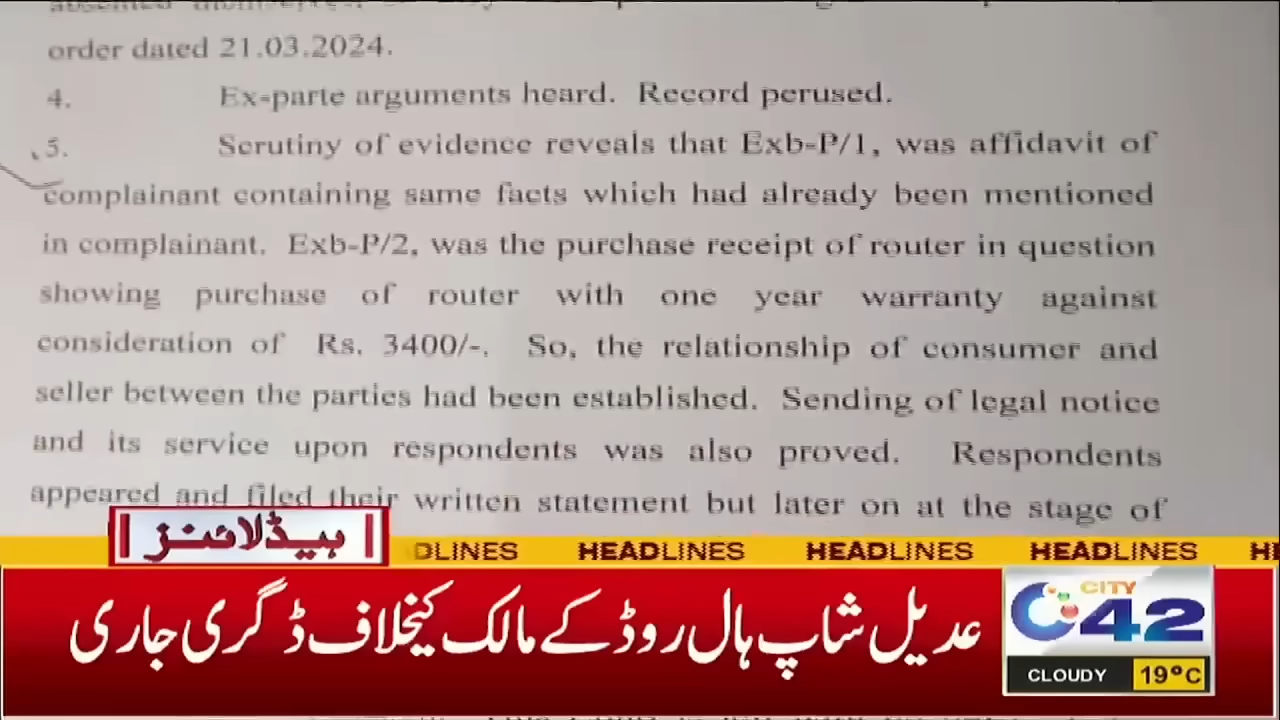 order dated 21.03.2024.
4. Ex-parte arguments heard. Record perused.
5. Scrutiny of evidence reveals that Exb-P/1, was affidavit of
complainant containing same facts which had already been mentioned
in complainant. Exb-P/2, was the purchase receipt of router in question
showing purchase of router with one year warranty against
consideration of Rs. 3400/-. So, the relationship of consumer and
seller between the parties had been established. Sending of legal notice
and its service upon respondents was also proved. Respondents
appeared and filed their written statement but later on at the stage of
ہیڈلائنز
DLINES HEADLINES HEADLINES HEADLINES
عدیل شاپ ہال روڈ کے مالک کیخلاف ڈگری جاری
CITY
42
CLOUDY 19°C